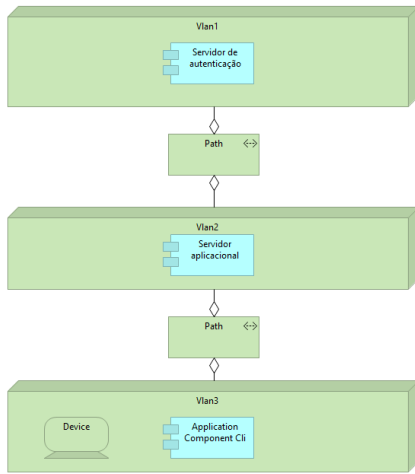 Vlan1
Servidor de
autenticação
Path
Vlan2
Servidor
aplicacional
Path
Vlan3
Device
Application
Component Cli